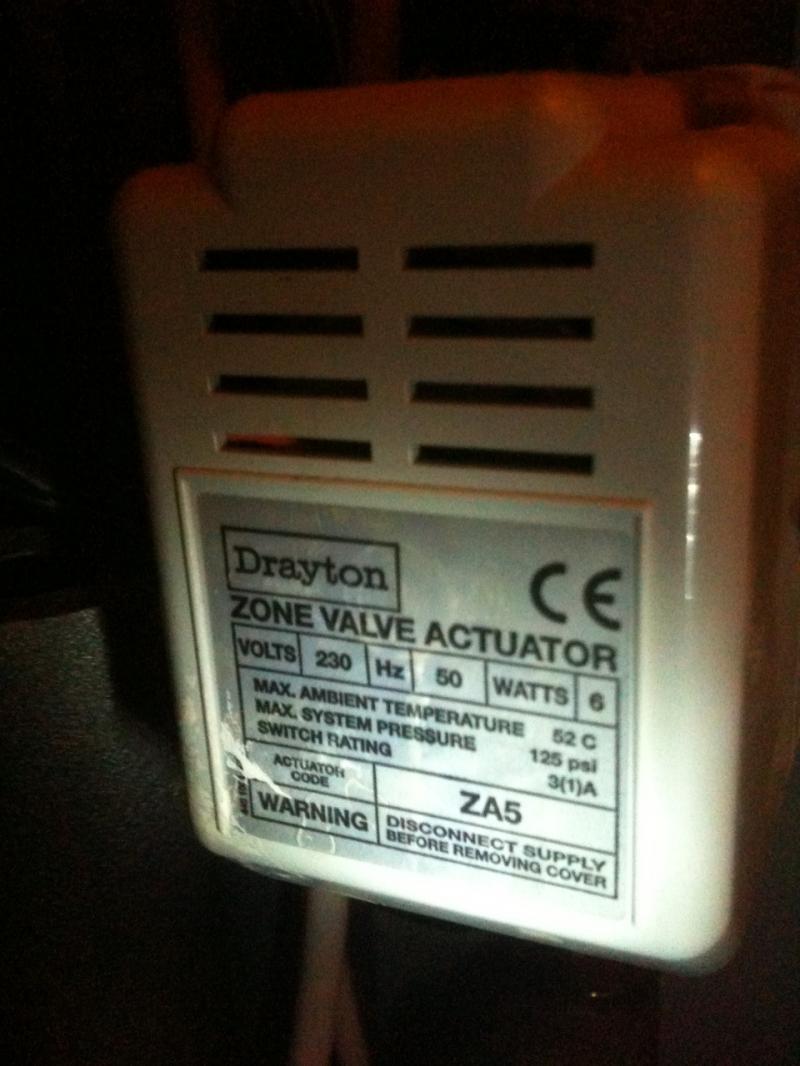 Drayton
CE
ZONE VALVE ACTUATOR
VOLTS 230 Hz 50 WATTS 6
MAX. AMBIENT TEMPERATURE 52 C
MAX. SYSTEM PRESSURE 125 psi
SWITCH RATING 3(1)A
ACTUATOR CODE ZA5
WARNING DISCONNECT SUPPLY
BEFORE REMOVING COVER